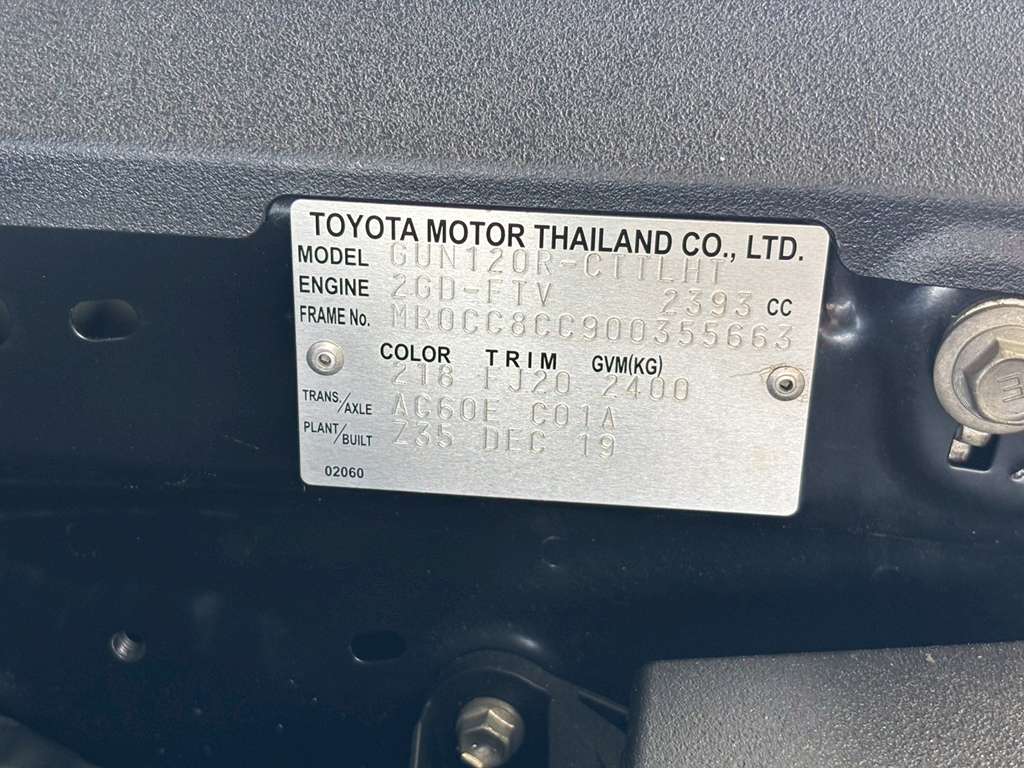 TOYOTA MOTOR THAILAND CO., LTD.
MODEL GUN120R-CTTLHT
ENGINE 2GD-FTV 2393 CC
FRAME No. MR0CC8CC900355663
COLOR TRIM GVM(KG)
218 FJ20 2400
TRANS./AXLE AC60E C01A
PLANT/BUILT Z35 DEC 19
02060